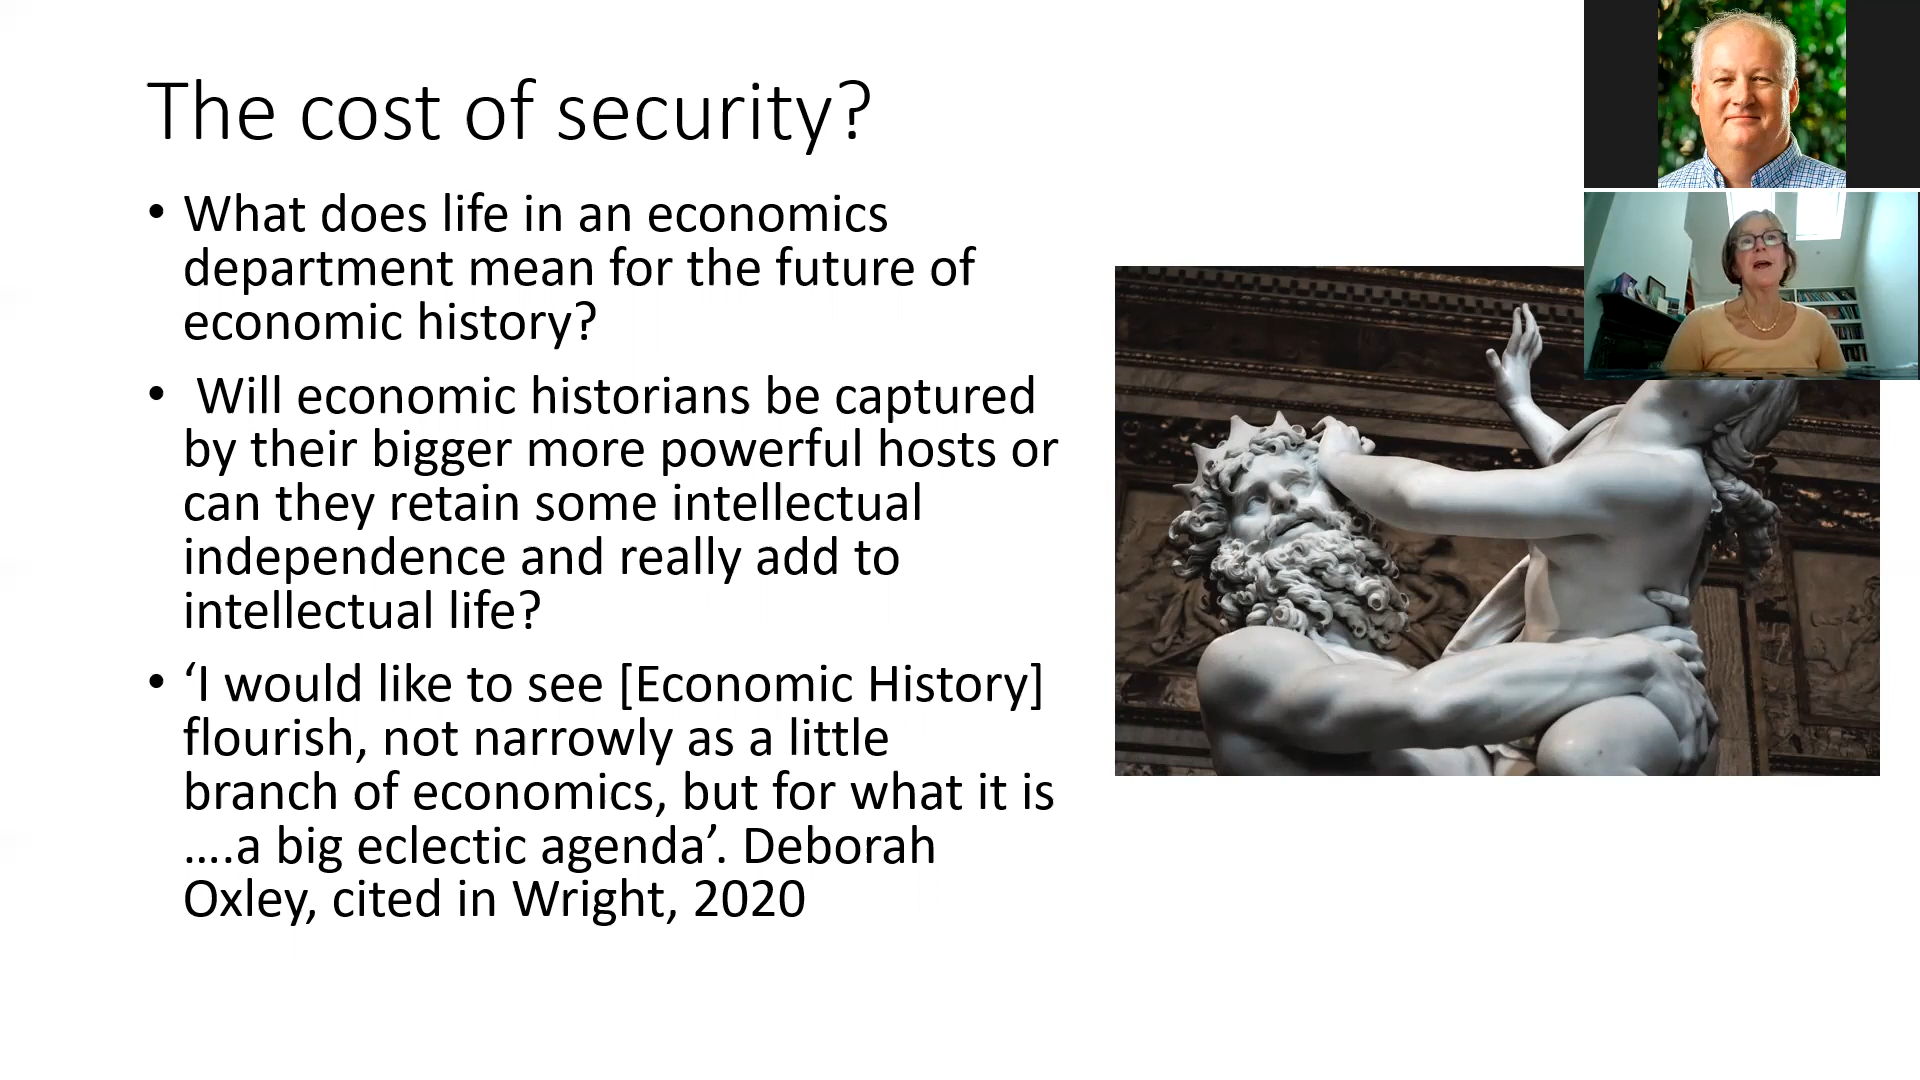 The cost of security?
• What does life in an economics
department mean for the future of
economic history?
• Will economic historians be captured
by their bigger more powerful hosts or
can they retain some intellectual
independence and really add to
intellectual life?
• ‘I would like to see [Economic History]
flourish, not narrowly as a little
branch of economics, but for what it is
….a big eclectic agenda’. Deborah
Oxley, cited in Wright, 2020